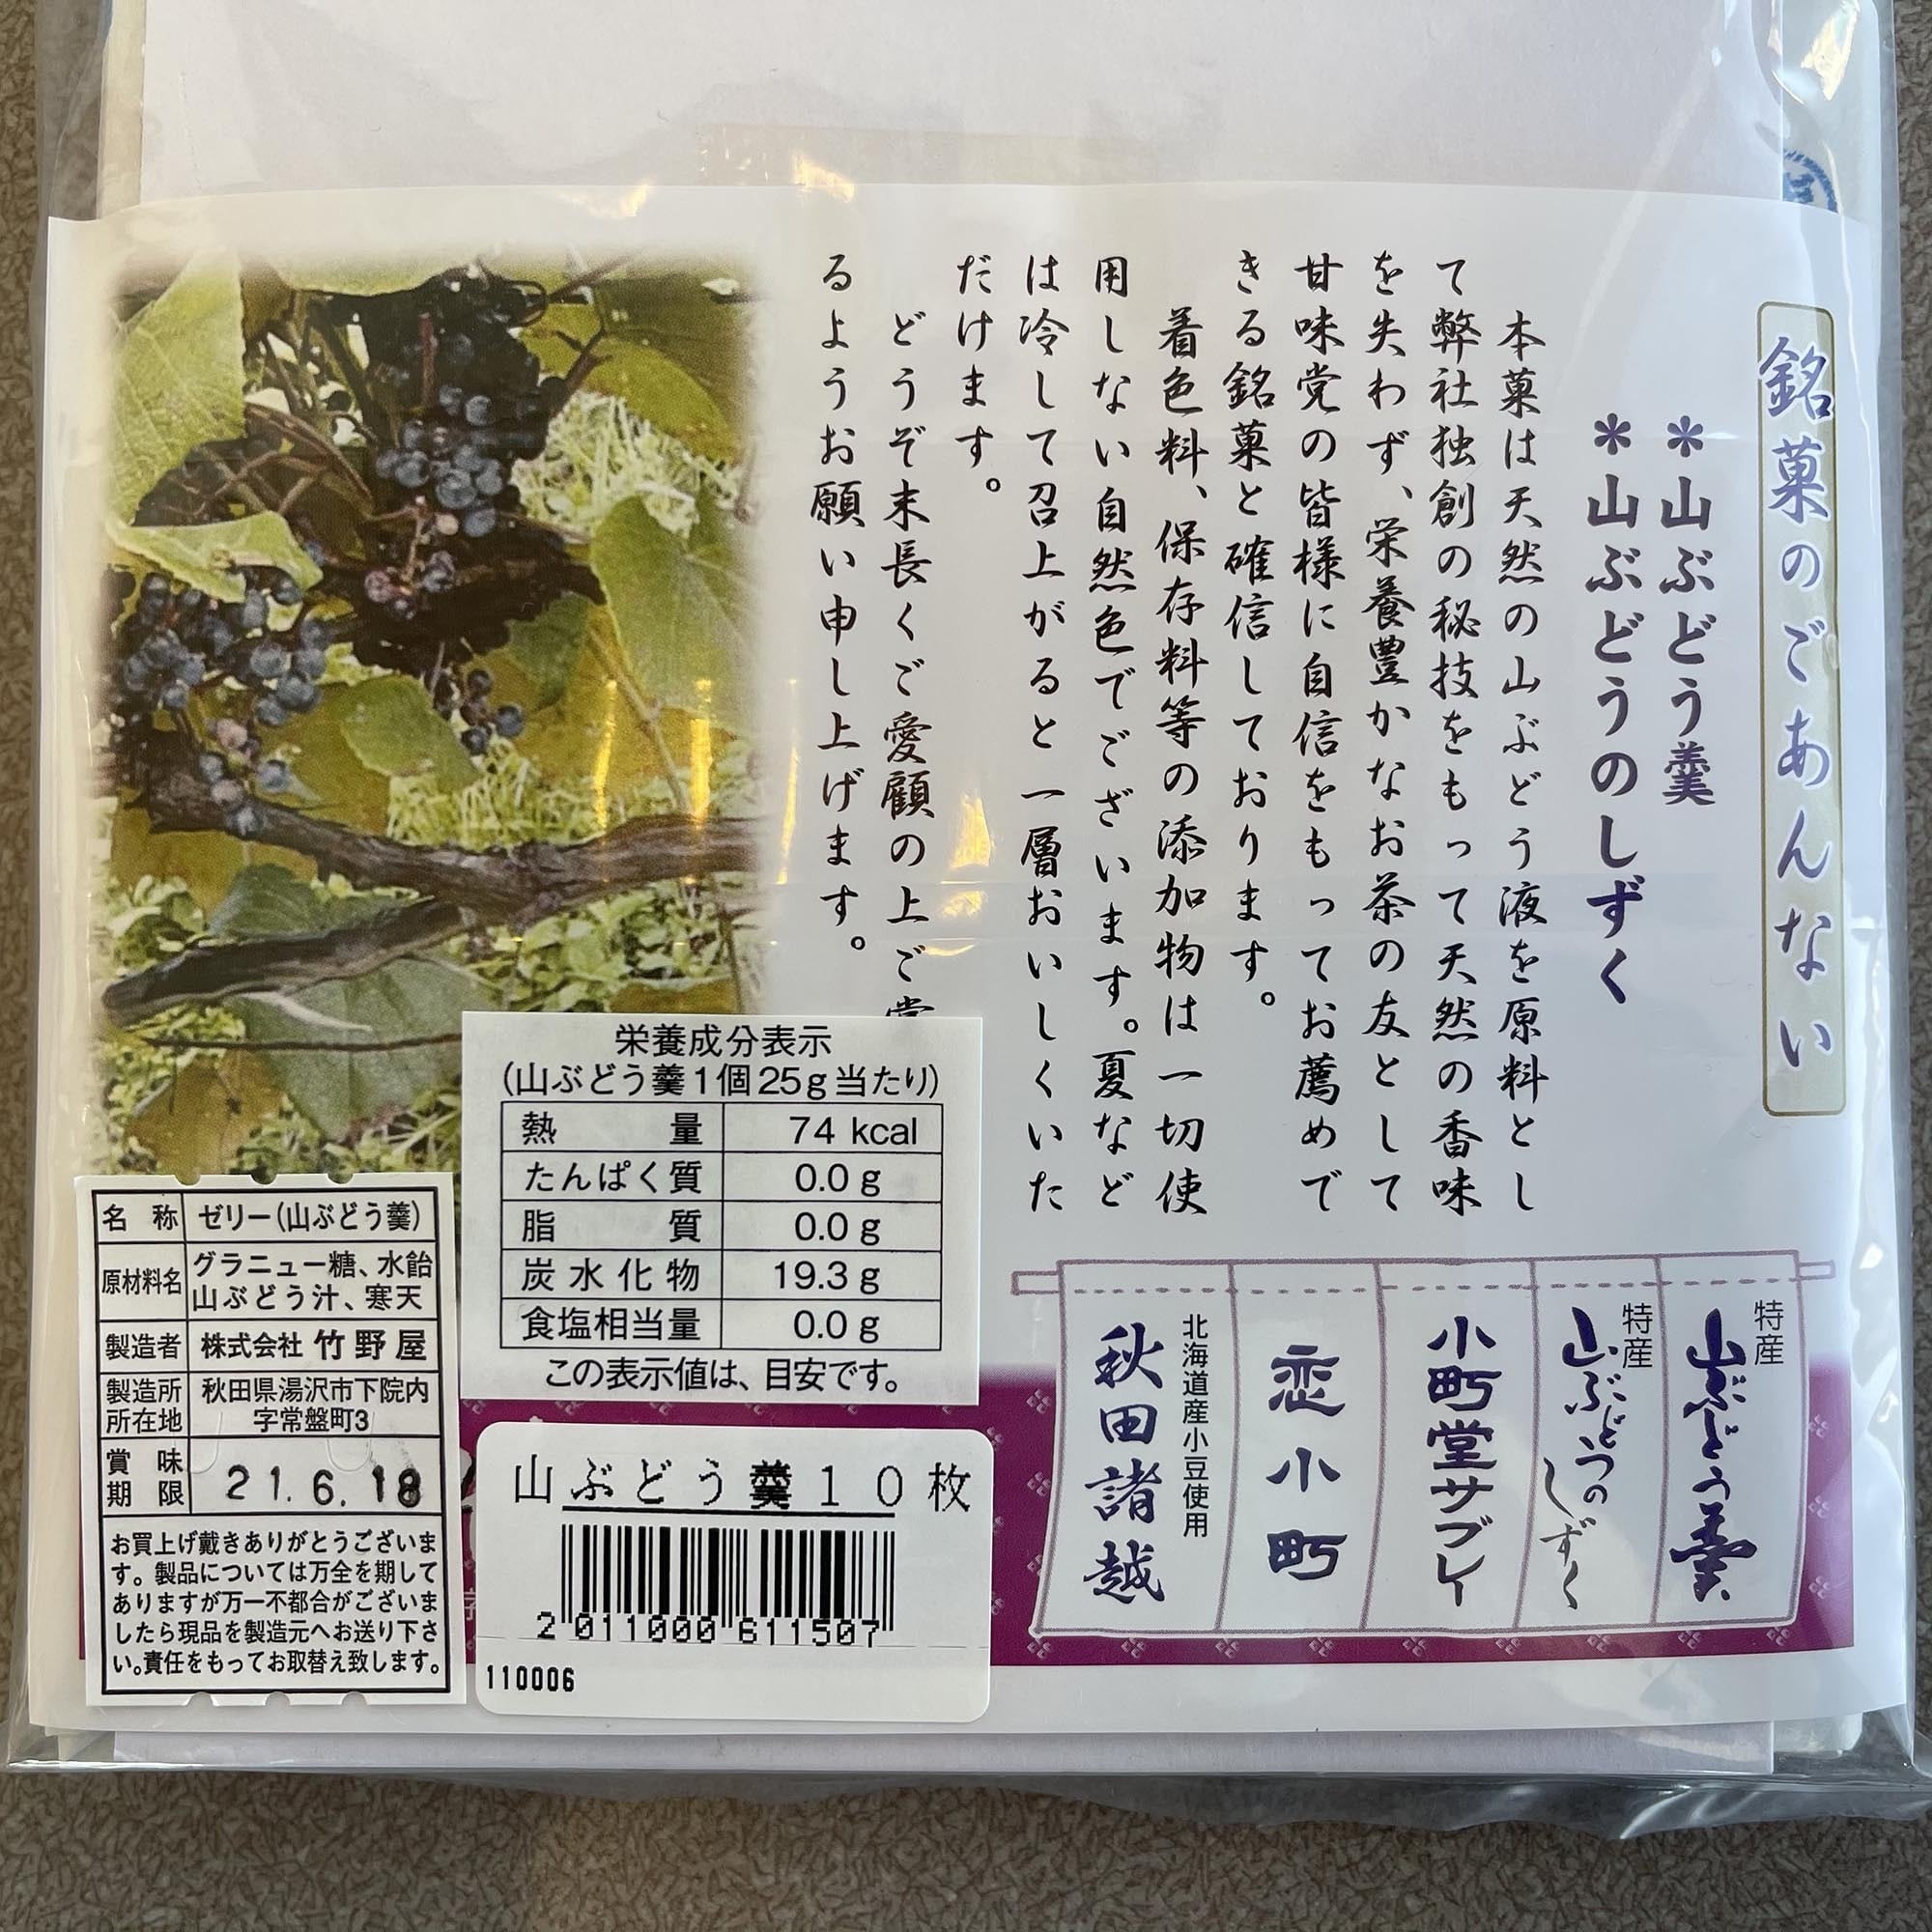 銘菓のごあんない
＊山ぶどう羹
＊山ぶどうのしずく
本菓は天然の山ぶどう液を原料とし
て弊社独創の秘技をもって天然の香味
を失わず、栄養豊かなお茶の友として
甘味党の皆様に自信をもってお薦めで
きる銘菓と確信しております。
着色料、保存料等の添加物は一切使
用しない自然色でございます。夏など
は冷して召上がると一層おいしくいた
だけます。
どうぞ末長くご愛顧の上ご
るようお願い申し上げます。
特産
山ぶどう羹
特産
山ぶどうのしずく
小町堂サブレー
恋小町
北海道産小豆使用
秋田諸越
栄養成分表示
(山ぶどう羹1個25g当たり)
熱量 74 kcal
たんぱく質 0.0 g
脂質 0.0 g
炭水化物 19.3 g
食塩相当量 0.0 g
この表示値は、目安です。
名称 ゼリー(山ぶどう羹)
原材料名 グラニュー糖、水飴
山ぶどう汁、寒天
製造者 株式会社 竹野屋
製造所所在地 秋田県湯沢市下院内
字常盤町3
賞味期限 21.6.18
お買上げ戴きありがとうございま
す。製品については万全を期して
ありますが万一不都合がございま
したら現品を製造元へお送り下さ
い。責任をもってお取替え致します。
山ぶどう羹10枚
2 011000 611507
110006